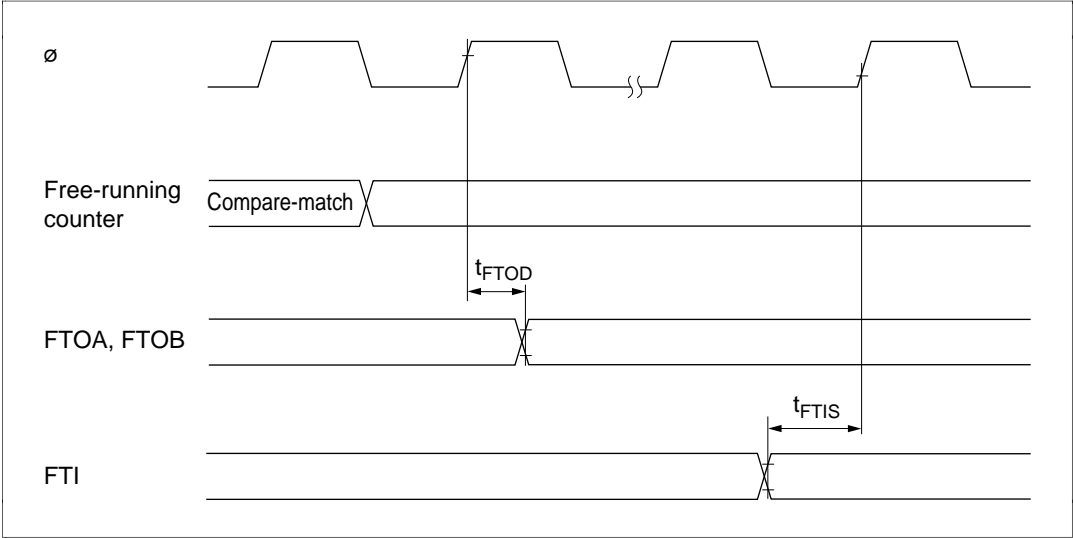 ø
Free-running
counter
Compare-match
tFTOD
FTOA, FTOB
tFTIS
FTI